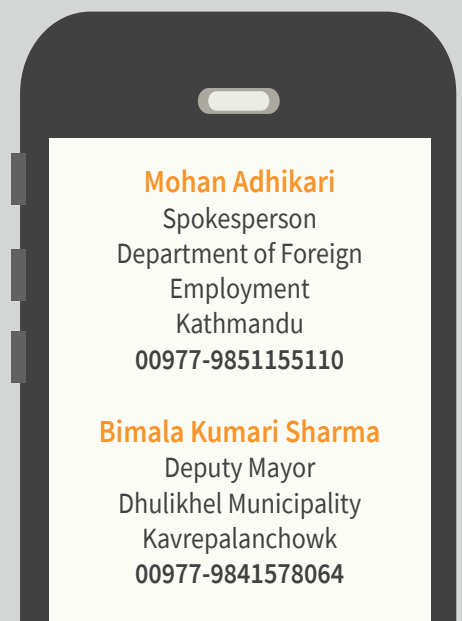 Mohan Adhikari
Spokesperson
Department of Foreign
Employment
Kathmandu
00977-9851155110
Bimala Kumari Sharma
Deputy Mayor
Dhulikhel Municipality
Kavrepalanchowk
00977-9841578064